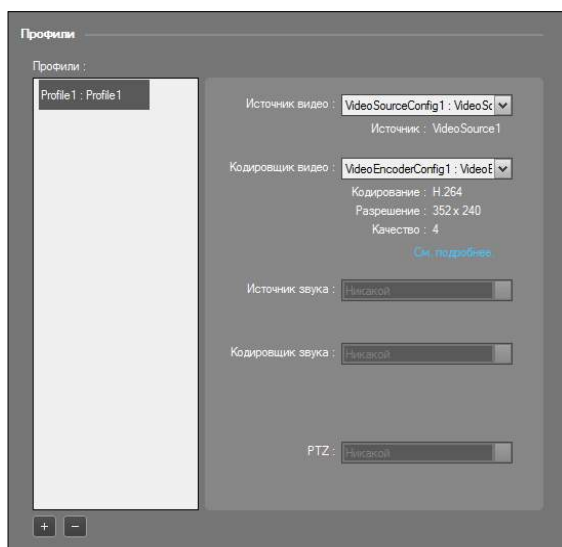 Профили
Профили :
Profile1 : Profile1
Источник видео : VideoSourceConfig1 : VideoSc
Источник : VideoSource1
Кодировщик видео : VideoEncoderConfig1 : VideoE
Кодирование : H.264
Разрешение : 352 x 240
Качество : 4
См. подробнее.
Источник звука : Никакой
Кодировщик звука : Никакой
PTZ : Никакой
+ −